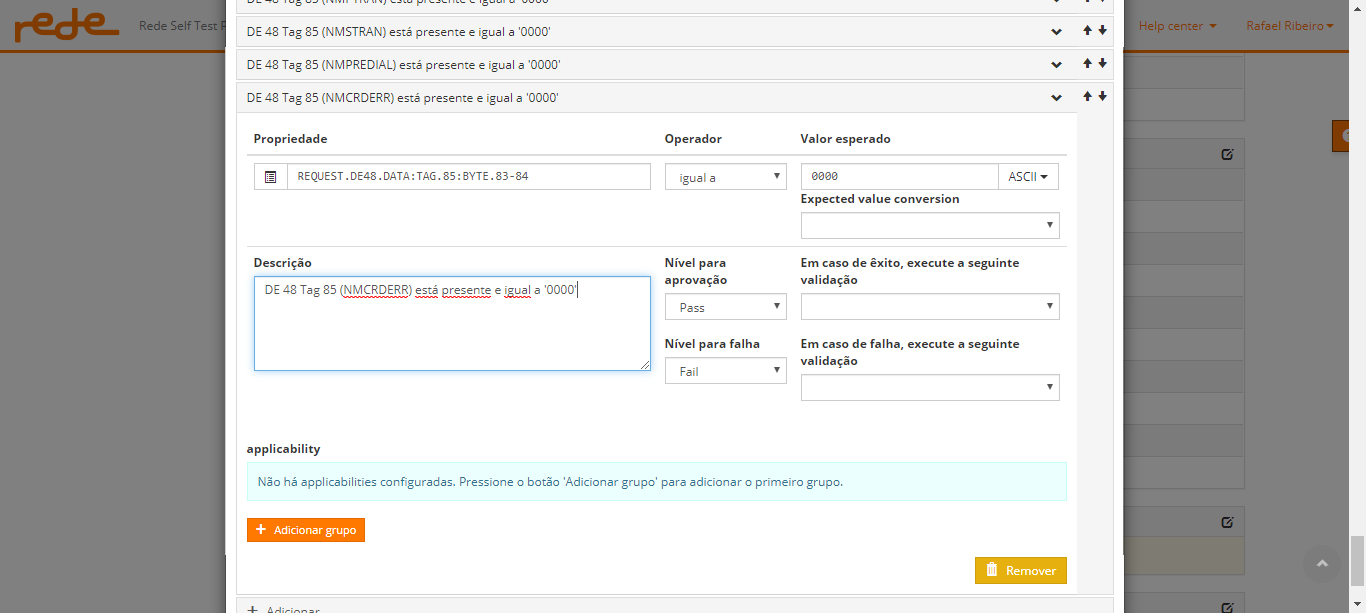 DE 48 Tag 85 (NMPTRAN) está presente e igual a '0000'
rede Rede Self Test
DE 48 Tag 85 (NMSTRAN) está presente e igual a '0000'
Help center Rafael Ribeiro
DE 48 Tag 85 (NMPREDIAL) está presente e igual a '0000'
DE 48 Tag 85 (NMCRDERR) está presente e igual a '0000'
Propriedade Operador Valor esperado
REQUEST.DE48.DATA:TAG.85:BYTE.83-84 igual a 0000 ASCII
Expected value conversion
Descrição Nível para aprovação Em caso de êxito, execute a seguinte validação
DE 48 Tag 85 (NMCRDERR) está presente e igual a '0000'
Pass
Nível para falha Em caso de falha, execute a seguinte validação
Fail
applicability
Não há applicabilities configuradas. Pressione o botão 'Adicionar grupo' para adicionar o primeiro grupo.
+ Adicionar grupo
Remover
+ Adicionar